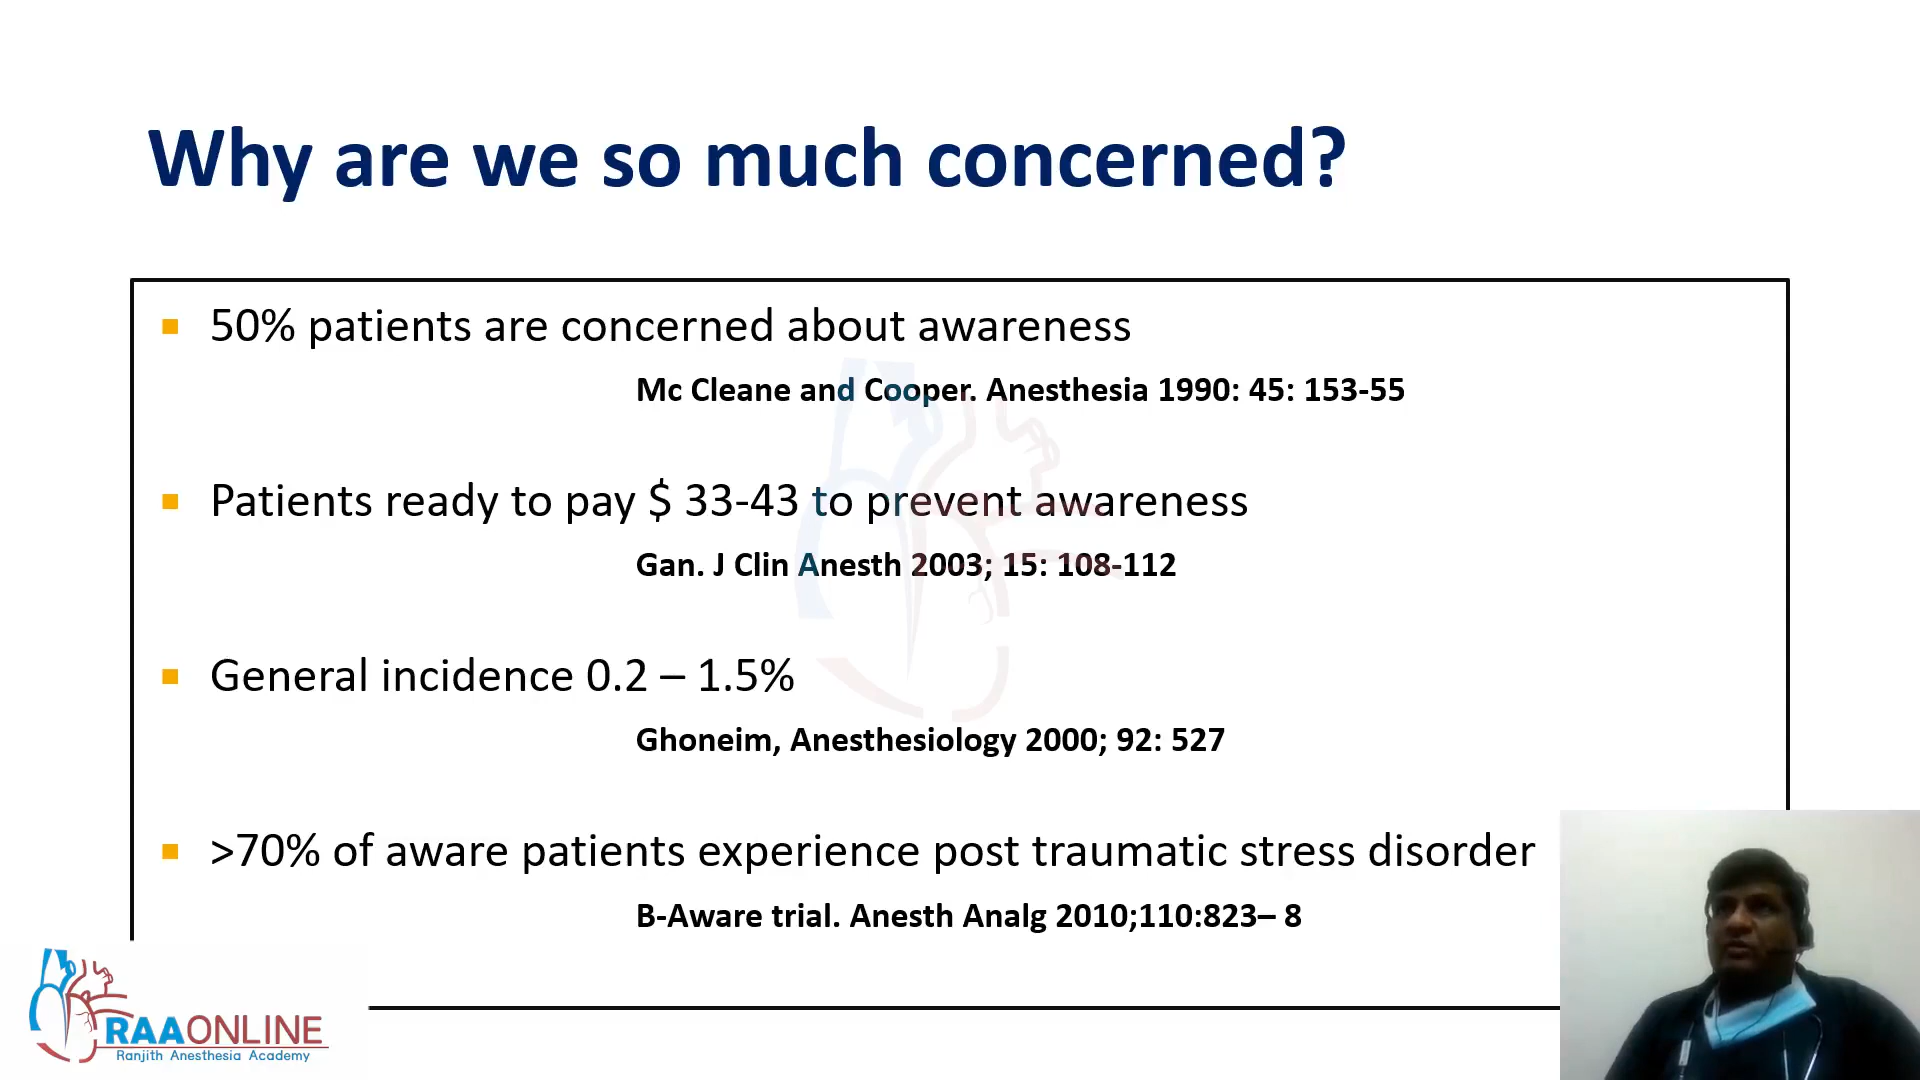 Why are we so much concerned?
50% patients are concerned about awareness
Mc Cleane and Cooper. Anesthesia 1990: 45: 153-55
Patients ready to pay $ 33-43 to prevent awareness
Gan. J Clin Anesth 2003; 15: 108-112
General incidence 0.2 – 1.5%
Ghoneim, Anesthesiology 2000; 92: 527
>70% of aware patients experience post traumatic stress disorder
B-Aware trial. Anesth Analg 2010;110:823– 8
RAAONLINE
Ranjith Anesthesia Academy